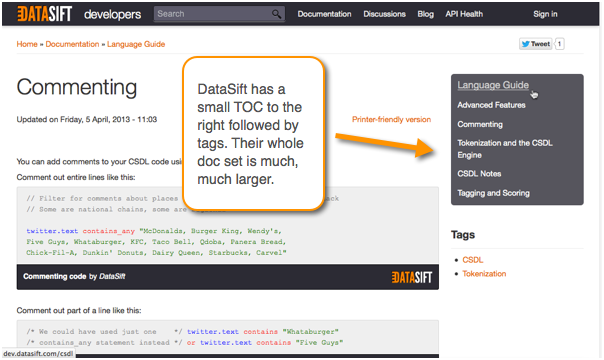 DATASIFT developers Search Documentation Discussions Blog API Health Sign in
Home » Documentation » Language Guide
Tweet 1
Commenting
Updated on Friday, 5 April, 2013 - 11:03
Printer-friendly version
DataSift has a
small TOC to the
right followed by
tags. Their whole
doc set is much,
much larger.
Language Guide
Advanced Features
Commenting
Tokenization and the CSDL
Engine
CSDL Notes
Tagging and Scoring
Tags
CSDL
Tokenization
You can add comments to your CSDL code
Comment out entire lines like this:
// Filter for comments about places
// Some are national chains, some are
twitter.text contains_any "McDonalds, Burger King, Wendy's,
Five Guys, Whataburger, KFC, Taco Bell, Qdoba, Panera Bread,
Chick-Fil-A, Dunkin' Donuts, Dairy Queen, Starbucks, Carvel"
Commenting code by DataSift
DATASIFT
Comment out part of a line like this:
/* We could have used just one */ twitter.text contains "Whataburger"
/* contains_any statement instead */ or twitter.text contains "Five Guys"
dev.datasift.com/csdl